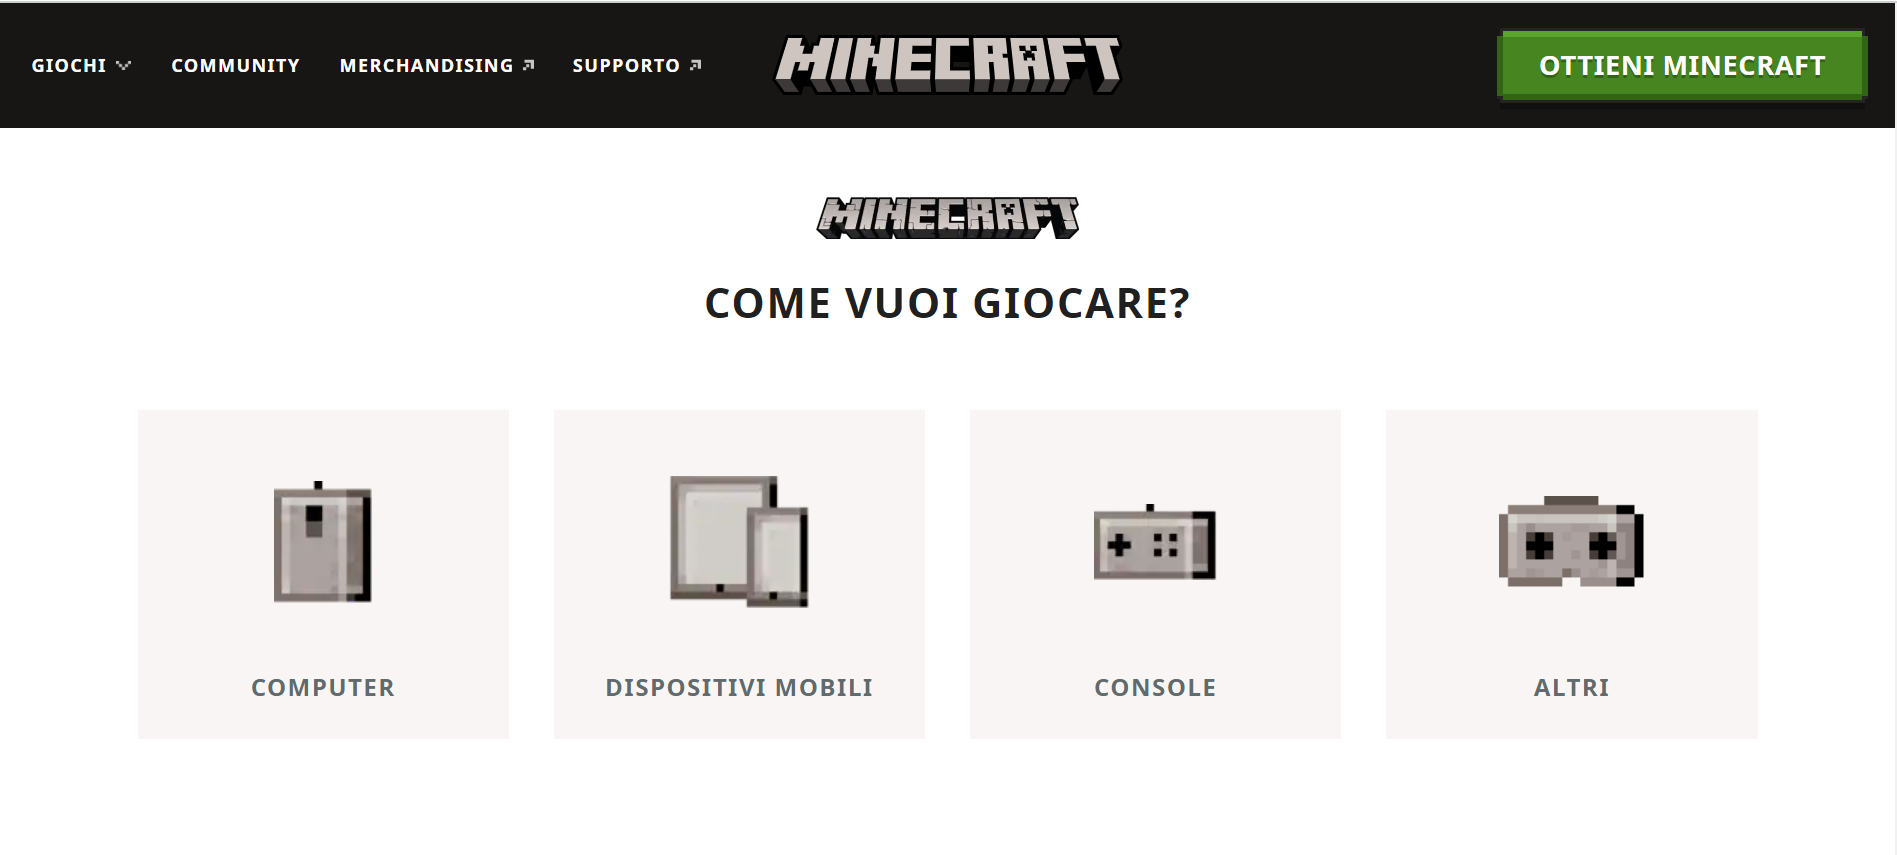 GIOCHI COMMUNITY MERCHANDISING SUPPORTO MINECRAFT OTTIENI MINECRAFT
MINECRAFT
COME VUOI GIOCARE?
COMPUTER DISPOSITIVI MOBILI CONSOLE ALTRI